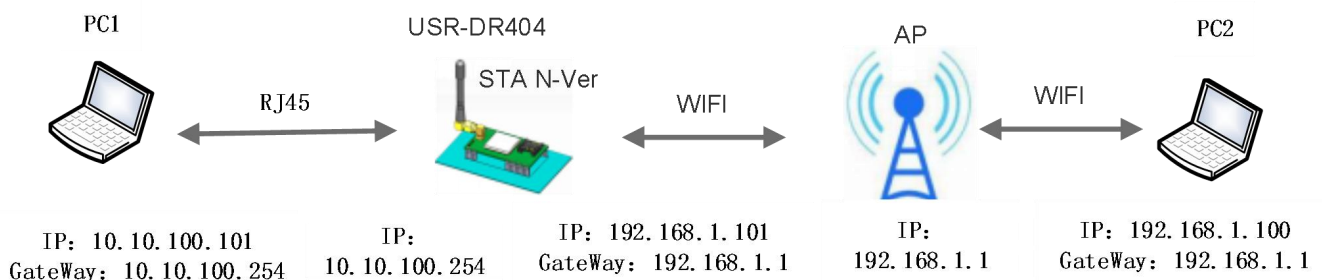 PC1
USR-DR404
AP
PC2
STA N-Ver
RJ45
WIFI
WIFI
IP: 10.10.100.101
GateWay: 10.10.100.254
IP:
10.10.100.254
IP: 192.168.1.101
GateWay: 192.168.1.1
IP:
192.168.1.1
IP: 192.168.1.100
GateWay: 192.168.1.1